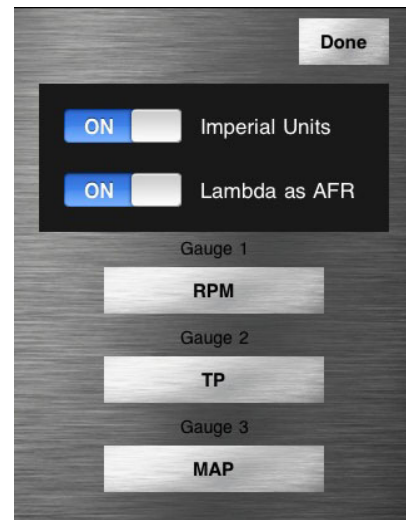 Done
ON Imperial Units
ON Lambda as AFR
Gauge 1
RPM
Gauge 2
TP
Gauge 3
MAP